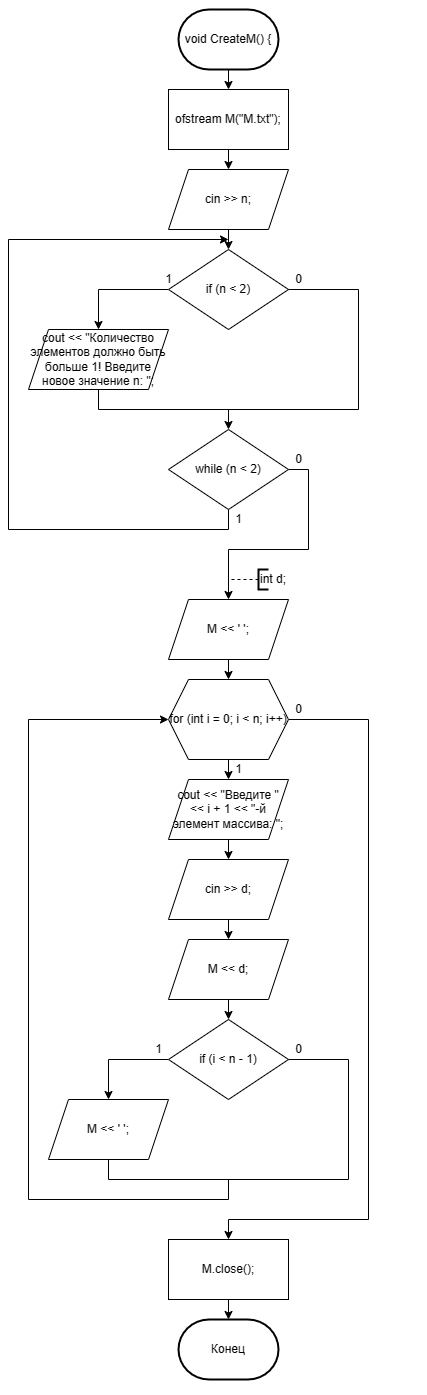 void CreateM() {
ofstream M("M.txt");
cin >> n;
1
0
if (n < 2)
cout << "Количество
элементов должно быть
больше 1! Введите
новое значение n: ";
0
while (n < 2)
1
int d;
M << ' ';
0
for (int i = 0; i < n; i++)
1
cout << "Введите "
<< i + 1 << "-й
элемент массива: ";
cin >> d;
M << d;
1
0
if (i < n - 1)
M << ' ';
M.close();
Конец